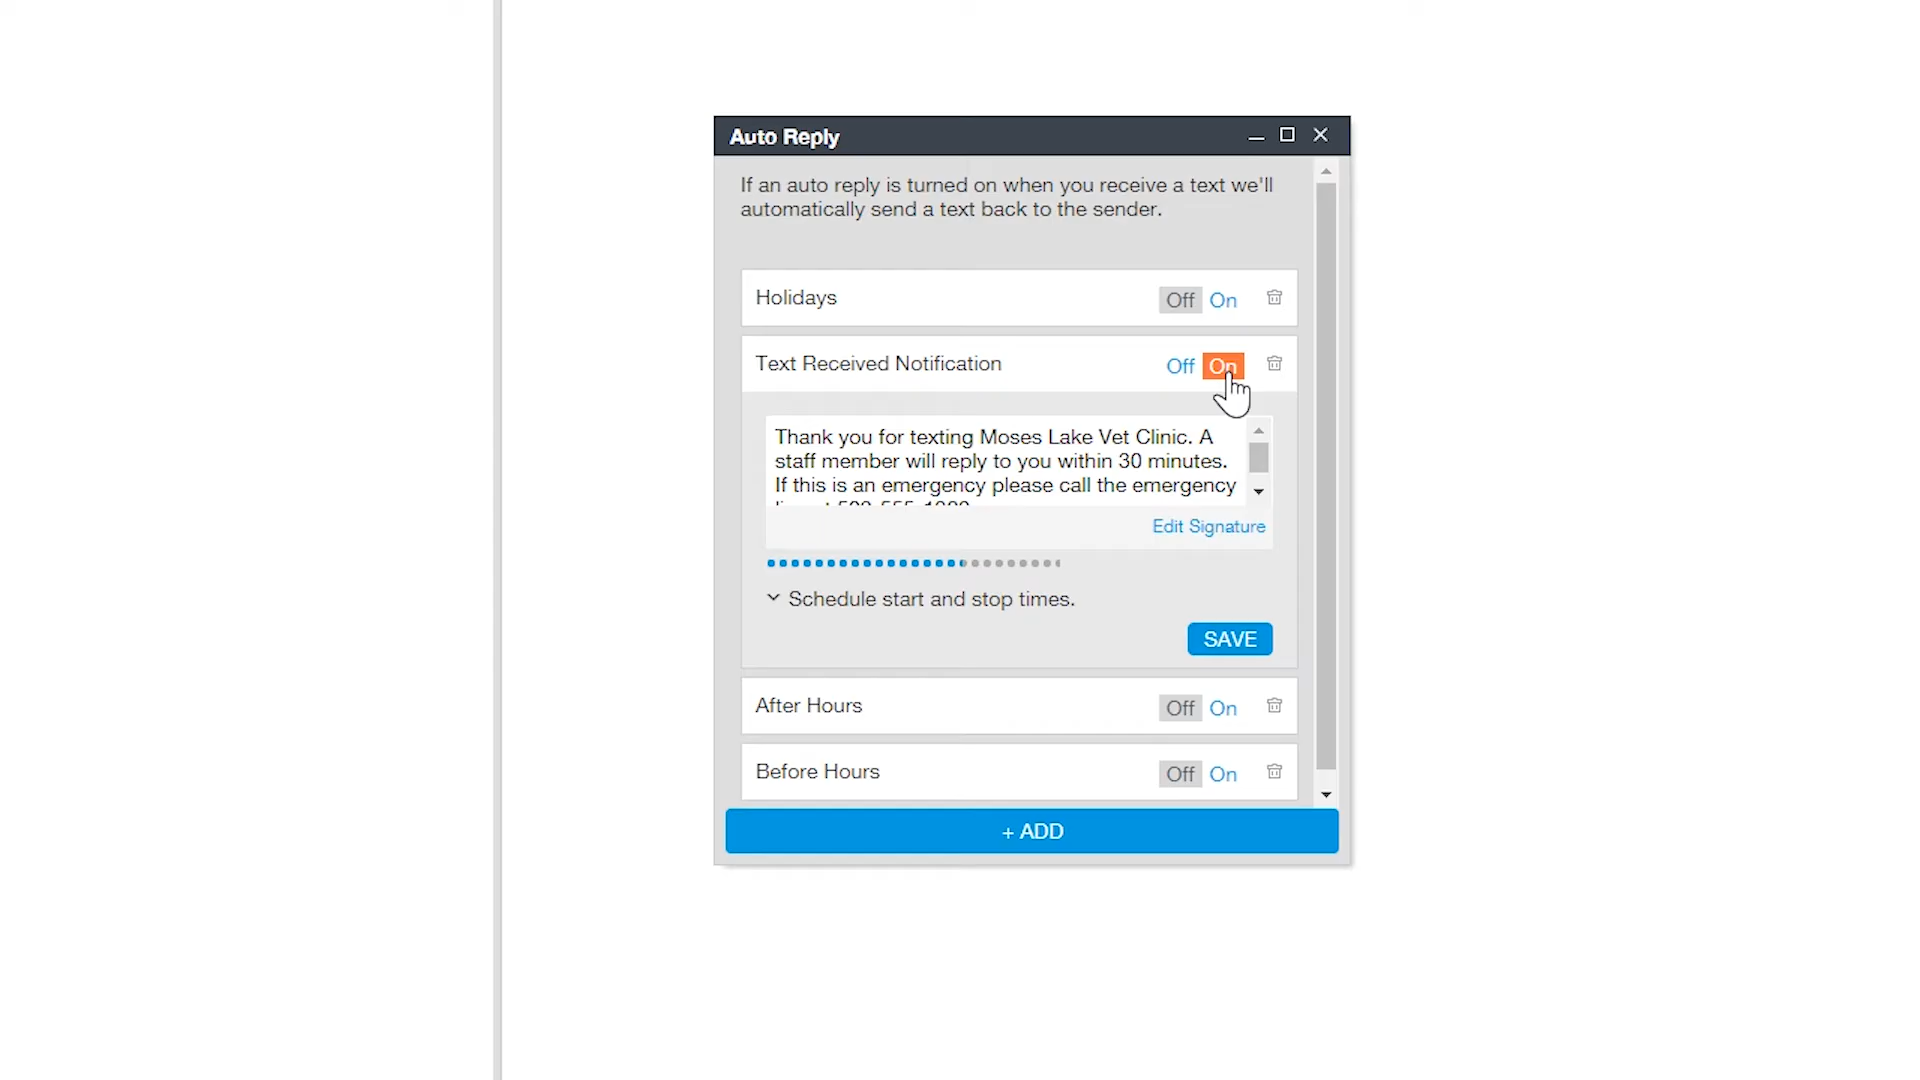 Auto Reply
If an auto reply is turned on when you receive a text we'll
automatically send a text back to the sender.
Holidays Off On
Text Received Notification Off On
Thank you for texting Moses Lake Vet Clinic. A
staff member will reply to you within 30 minutes.
If this is an emergency please call the emergency
Edit Signature
Schedule start and stop times.
SAVE
After Hours Off On
Before Hours Off On
+ ADD